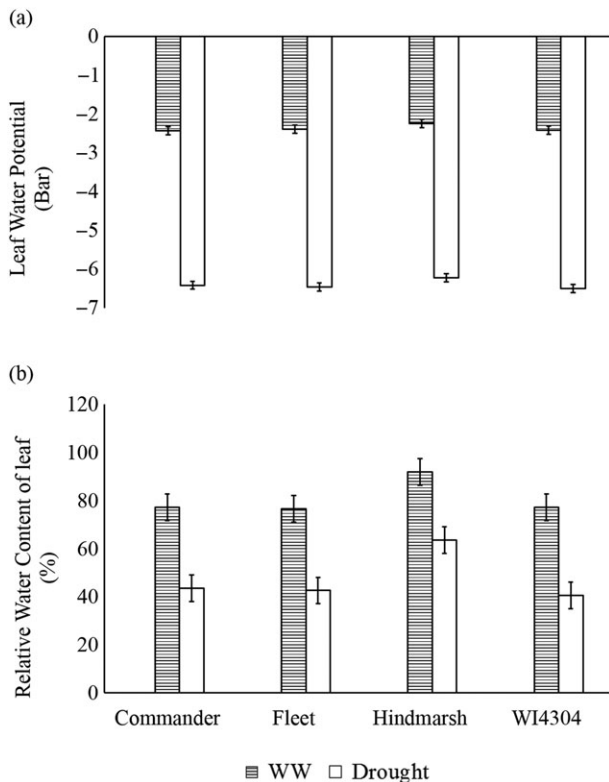 (a)
0
−1
−2
−3
−4
−5
−6
−7
Leaf Water Potential
(Bar)
(b)
120
100
80
60
40
20
0
Relative Water Content of leaf
(%)
Commander Fleet Hindmarsh WI4304
WW Drought